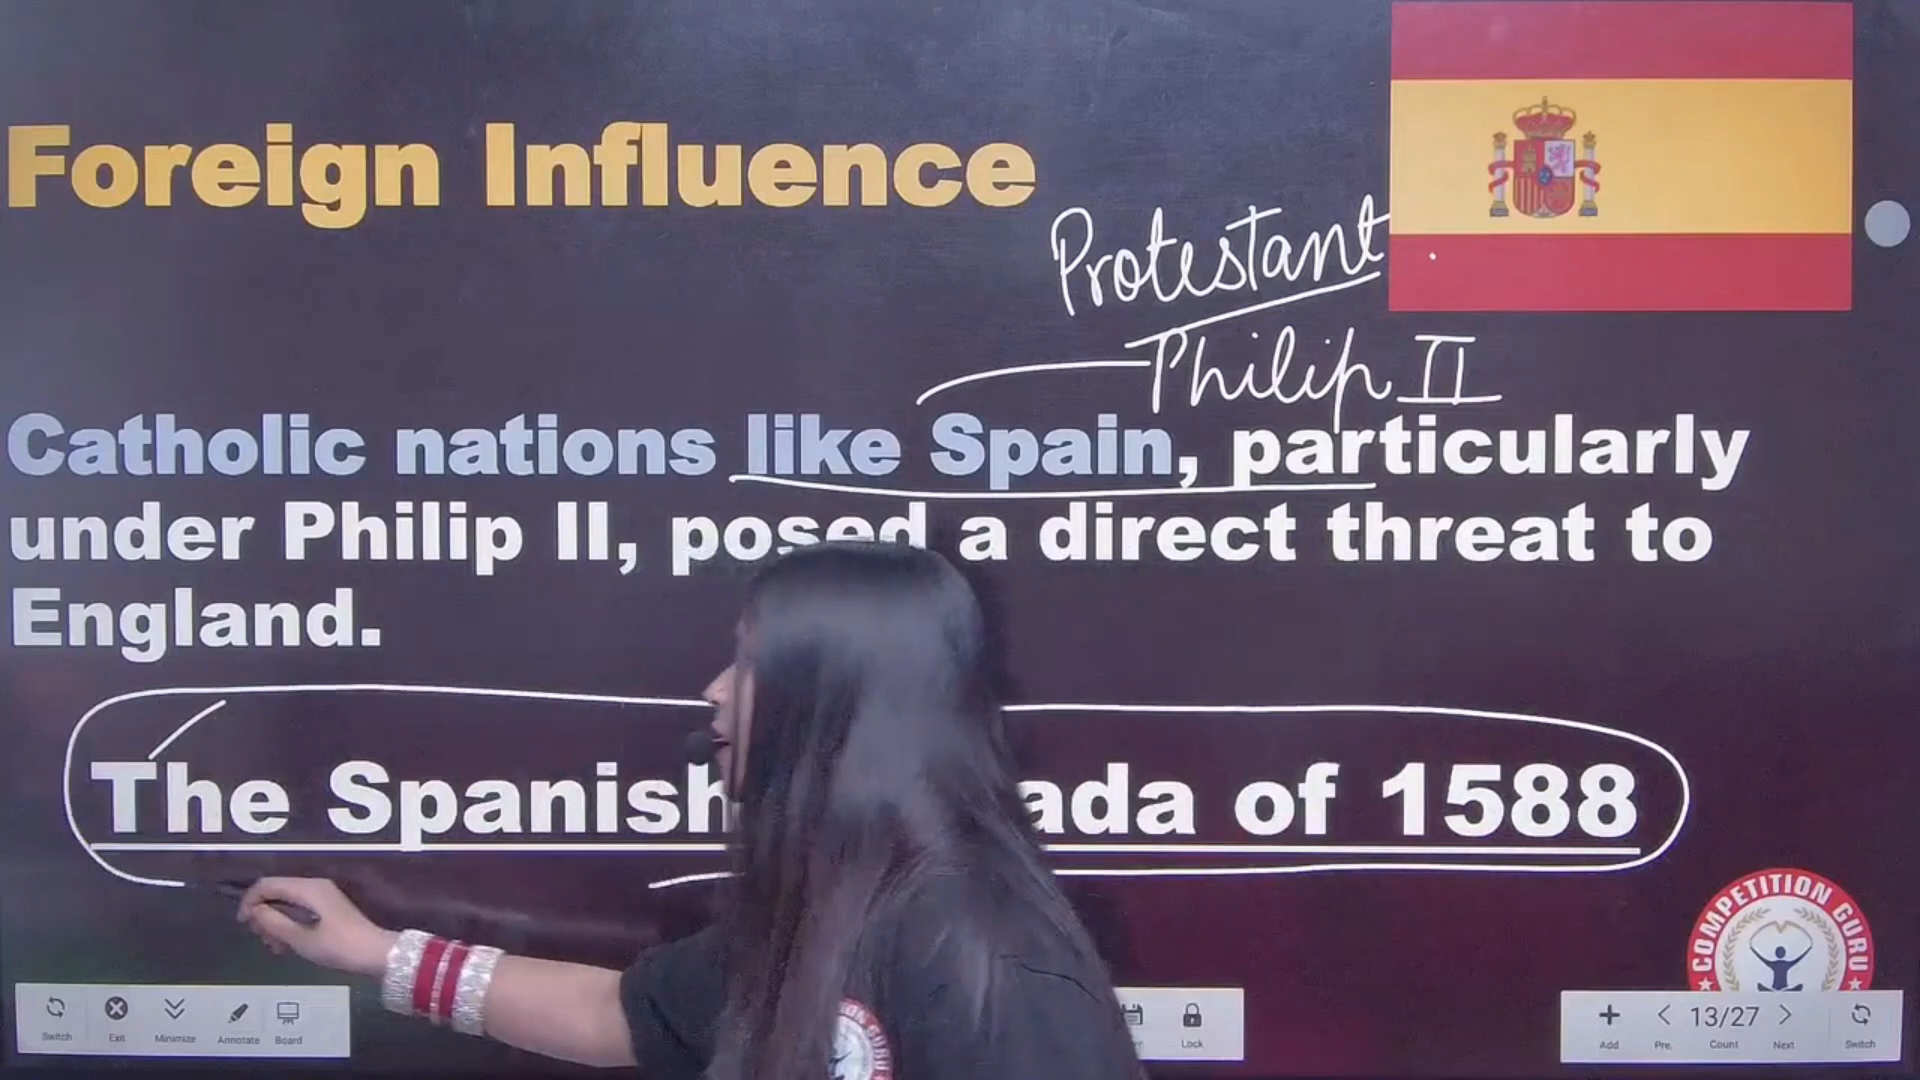 Foreign Influence
Protestant
Philip II
Catholic nations like Spain, particularly
under Philip II, posed a direct threat to
England.
The Spanish ada of 1588
COMPETITION GURU
Switch Exit Minimize Annotate Board
Lock
Add Pre. 13/27 Count Next Switch